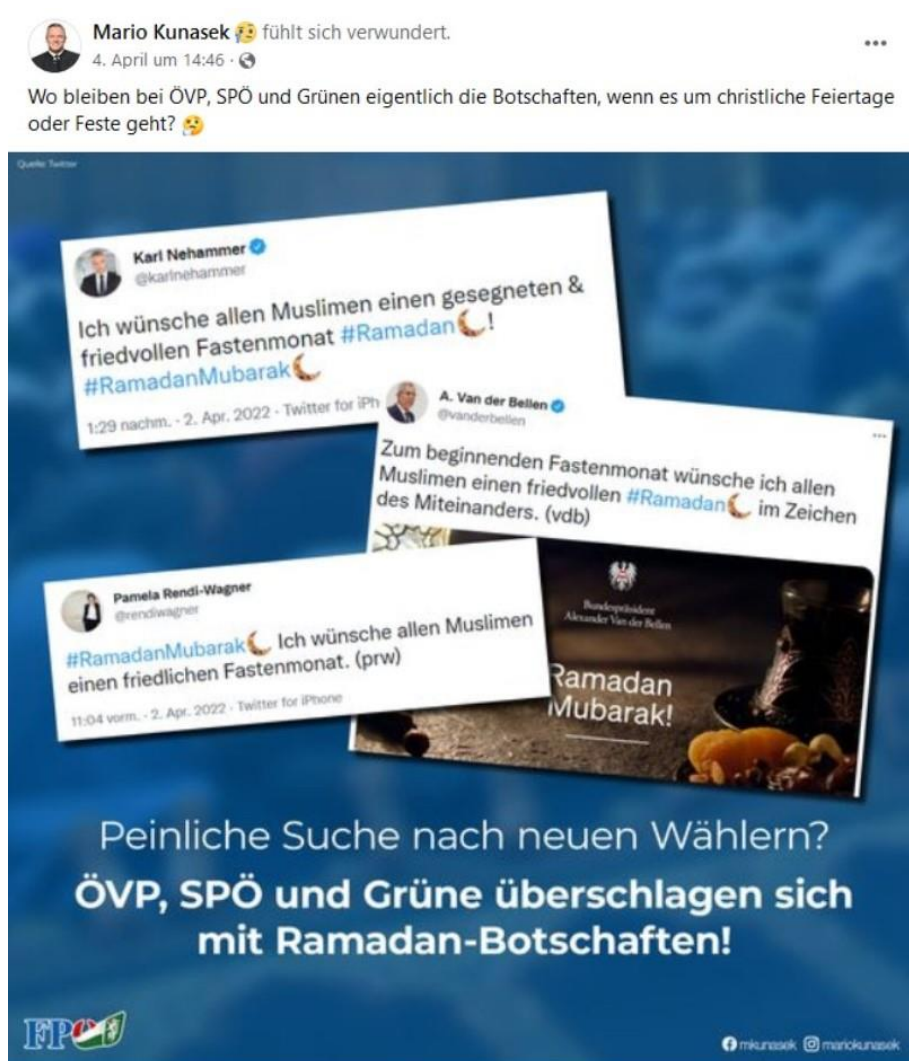 Mario Kunasek 🤨 fühlt sich verwundert.
4. April um 14:46 ·
Wo bleiben bei ÖVP, SPÖ und Grünen eigentlich die Botschaften, wenn es um christliche Feiertage
oder Feste geht? 🤔
Quelle: Twitter
Karl Nehammer
@karlnehammer
Ich wünsche allen Muslimen einen gesegneten &
friedvollen Fastenmonat #Ramadan🌙!
#RamadanMubarak🌙
1:29 nachm. · 2. Apr. 2022 · Twitter for iPh
A. Van der Bellen
@vanderbellen
Zum beginnenden Fastenmonat wünsche ich allen
Muslimen einen friedvollen #Ramadan🌙 im Zeichen
des Miteinanders. (vdb)
Bundespräsident
Alexander Van der Bellen
Ramadan
Mubarak!
Pamela Rendi-Wagner
@rendiwagner
#RamadanMubarak🌙 Ich wünsche allen Muslimen
einen friedlichen Fastenmonat. (prw)
11:04 vorm. · 2. Apr. 2022 · Twitter for iPhone
Peinliche Suche nach neuen Wählern?
ÖVP, SPÖ und Grüne überschlagen sich
mit Ramadan-Botschaften!
FPÖ
mkunasek mariokunasek